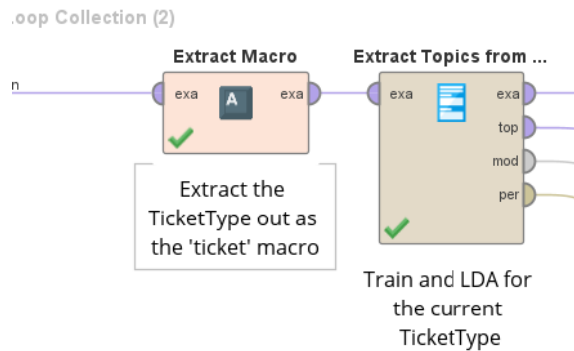 Loop Collection (2)
n
Extract Macro
Extract Topics from ...
exa
A
exa
exa
exa
top
mod
per
Extract the
TicketType out as
the 'ticket' macro
Train and LDA for
the current
TicketType